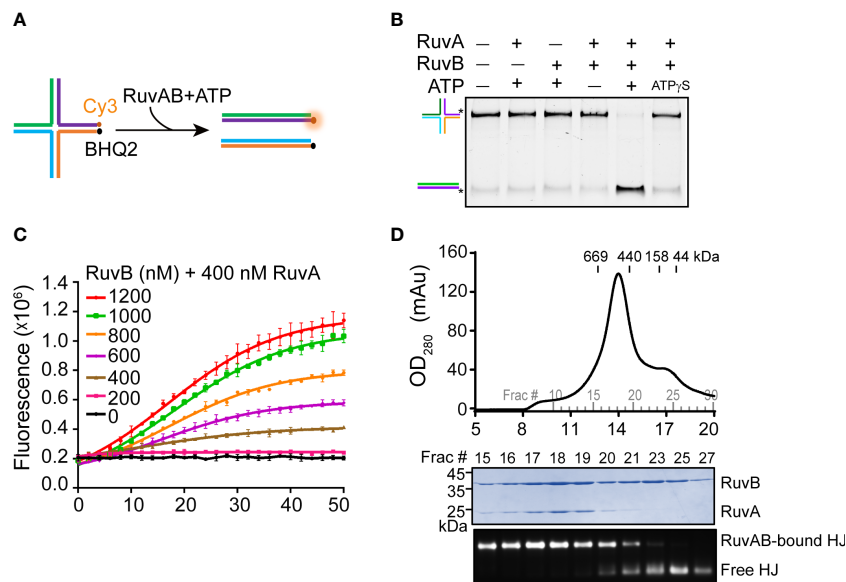 A
Cy3
RuvAB+ATP
BHQ2
B
RuvA — + — + + +
RuvB — — + + + +
ATP — + + — + ATPγS
*
*
C
RuvB (nM) + 400 nM RuvA
1200
1000
800
600
400
200
0
Fluorescence (x10⁶)
1.4
1.2
1.0
0.8
0.6
0.4
0.2
0.0
0 10 20 30 40 50
D
OD280 (mAu)
160
120
80
40
0
669 440 158 44 kDa
Frac # 10 15 20 25 30
5 8 11 14 17 20
Frac # 15 16 17 18 19 20 21 23 25 27
45
35
25
kDa
RuvB
RuvA
RuvAB-bound HJ
Free HJ